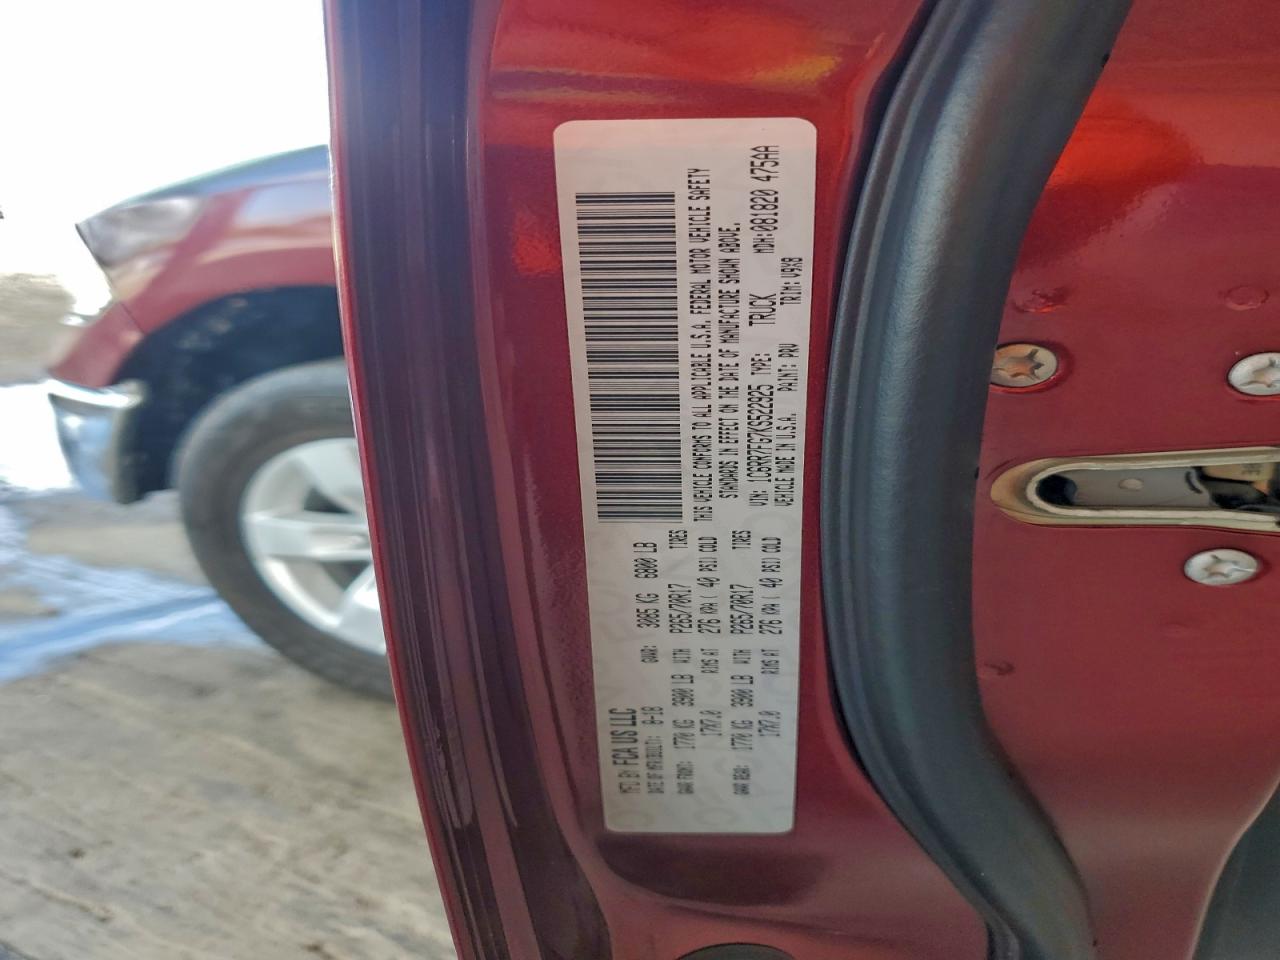 MFD BY FCA US LLC
DATE OF MFR(BUILT): 8-18 GVWR: 3085 KG 6800 LB
GAWR FRONT: 1770 KG 3900 LB WITH P265/70R17 TIRES
17X7.0 RIMS AT 276 KPA( 40 PSI) COLD
GAWR REAR: 1770 KG 3900 LB WITH P265/70R17 TIRES
17X7.0 RIMS AT 276 KPA( 40 PSI) COLD
THIS VEHICLE CONFORMS TO ALL APPLICABLE U.S.A. FEDERAL MOTOR VEHICLE SAFETY
STANDARDS IN EFFECT ON THE DATE OF MANUFACTURE SHOWN ABOVE.
VIN: 1C6RR7FG7KS522925 TYPE: TRUCK MDH:081820 475AA
VEHICLE MADE IN U.S.A. PAINT: PRV TRIM: V9X8